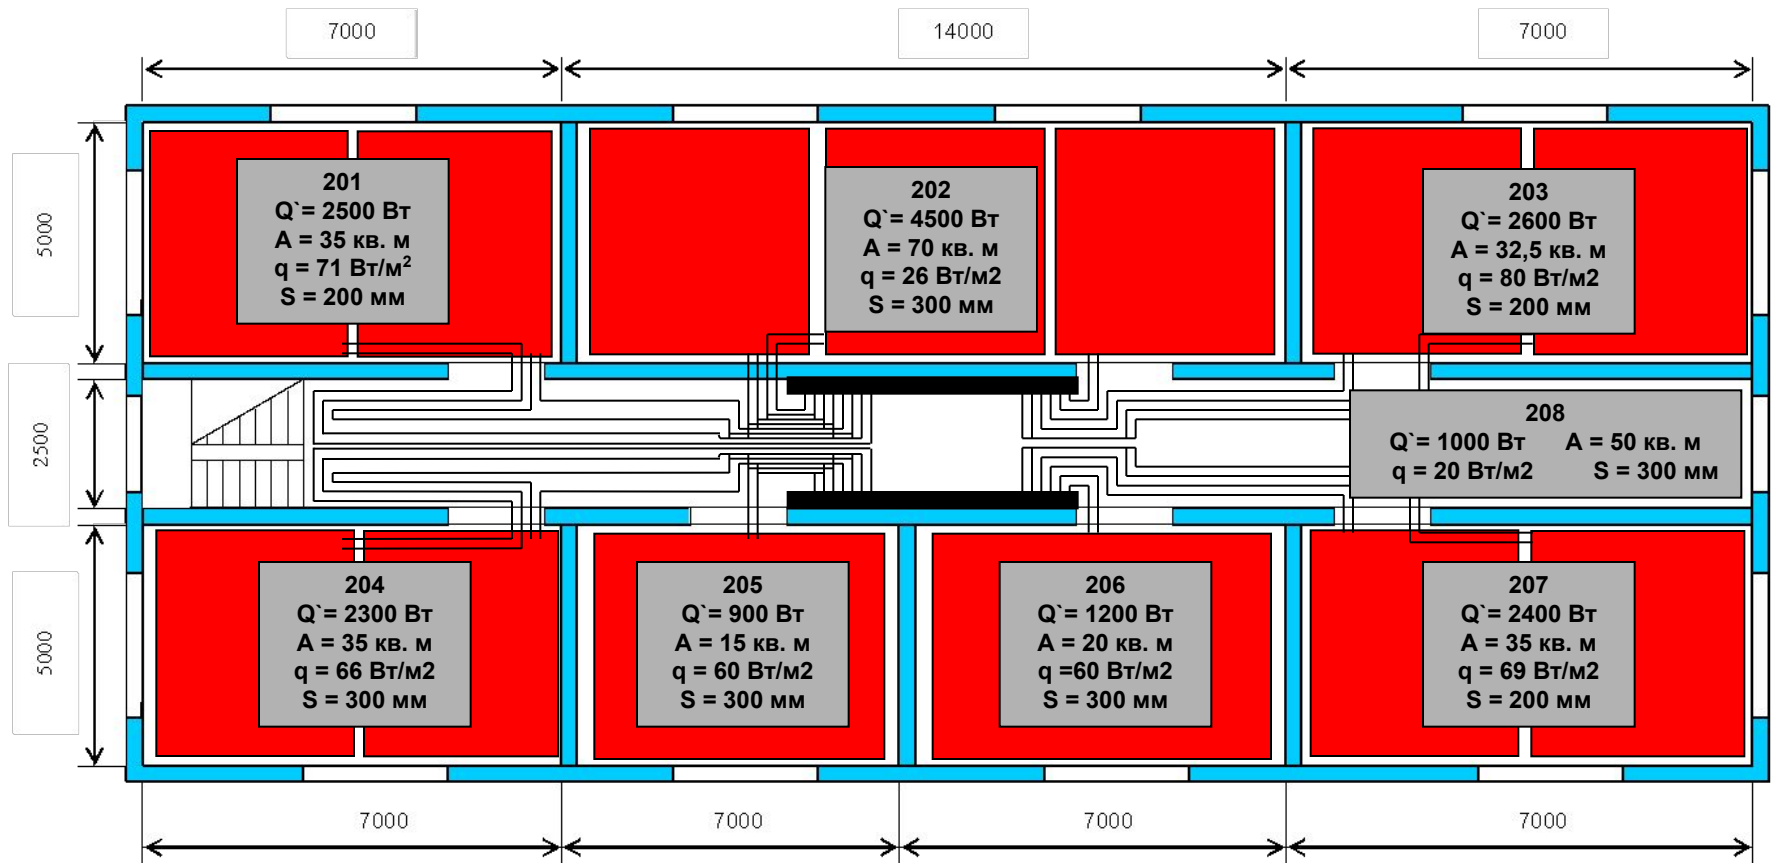 7000
14000
7000
5000
2500
5000
201
Q`= 2500 Вт
A = 35 кв. м
q = 71 Вт/м²
S = 200 мм
202
Q`= 4500 Вт
A = 70 кв. м
q = 26 Вт/м2
S = 300 мм
203
Q`= 2600 Вт
A = 32,5 кв. м
q = 80 Вт/м2
S = 200 мм
208
Q`= 1000 Вт A = 50 кв. м
q = 20 Вт/м2 S = 300 мм
204
Q`= 2300 Вт
A = 35 кв. м
q = 66 Вт/м2
S = 300 мм
205
Q`= 900 Вт
A = 15 кв. м
q = 60 Вт/м2
S = 300 мм
206
Q`= 1200 Вт
A = 20 кв. м
q =60 Вт/м2
S = 300 мм
207
Q`= 2400 Вт
A = 35 кв. м
q = 69 Вт/м2
S = 200 мм
7000
7000
7000
7000